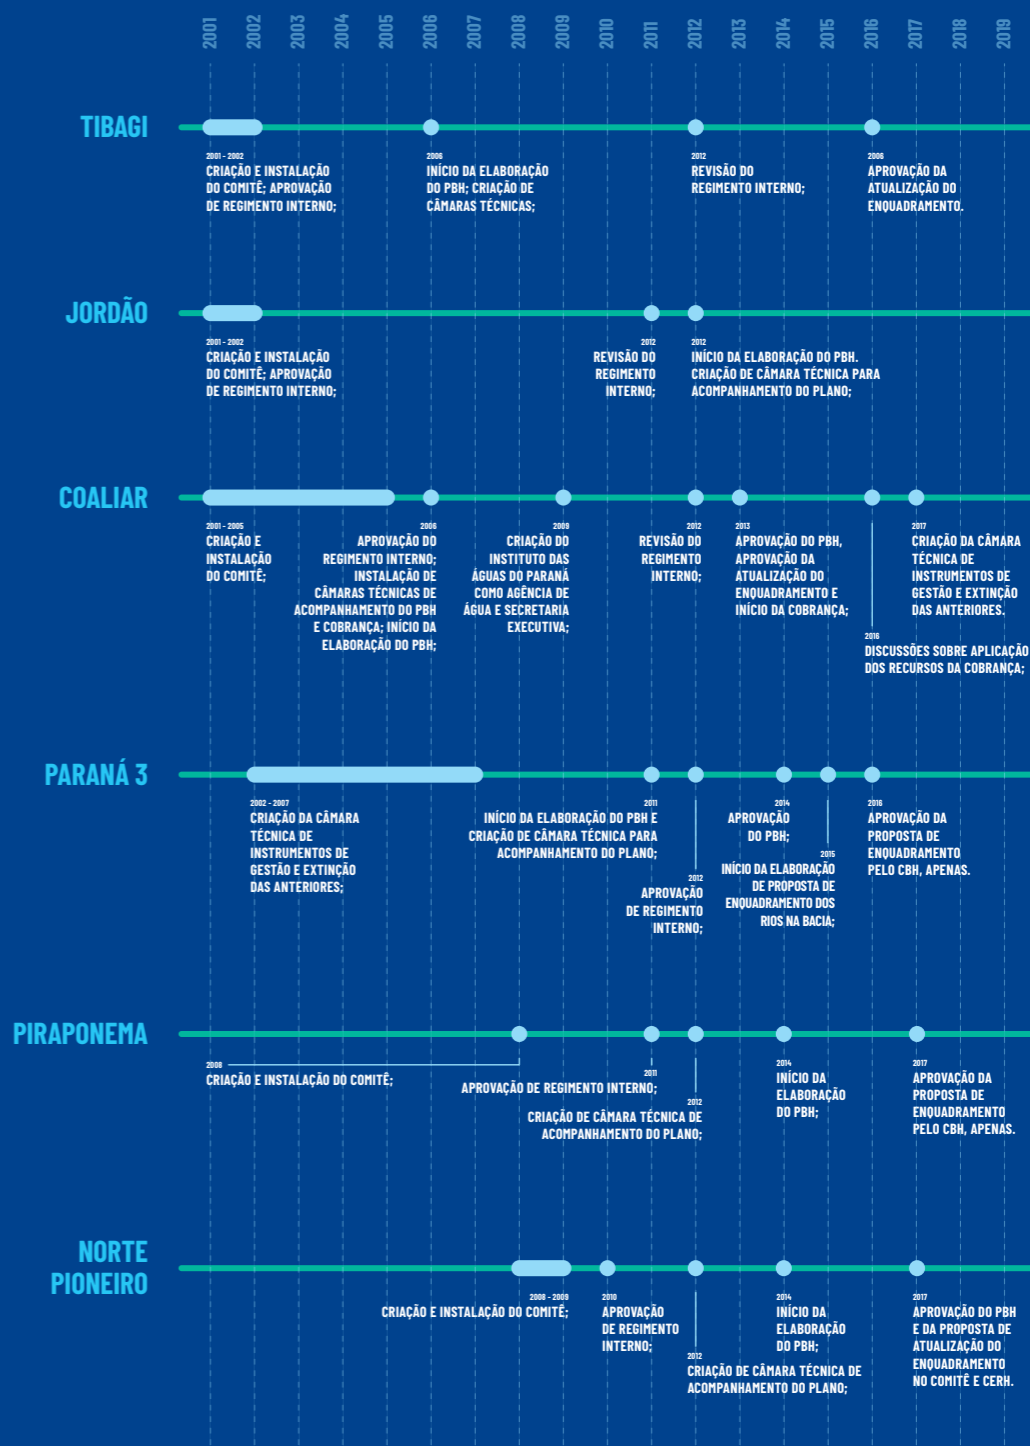 2001 2002 2003 2004 2005 2006 2007 2008 2009 2010 2011 2012 2013 2014 2015 2016 2017 2018 2019
TIBAGI
2001 - 2002
CRIAÇÃO E INSTALAÇÃO
DO COMITÊ; APROVAÇÃO
DE REGIMENTO INTERNO;
2006
INÍCIO DA ELABORAÇÃO
DO PBH; CRIAÇÃO DE
CÂMARAS TÉCNICAS;
2012
REVISÃO DO
REGIMENTO INTERNO;
2006
APROVAÇÃO DA
ATUALIZAÇÃO DO
ENQUADRAMENTO.
JORDÃO
2001 - 2002
CRIAÇÃO E INSTALAÇÃO
DO COMITÊ; APROVAÇÃO
DE REGIMENTO INTERNO;
2012
REVISÃO DO
REGIMENTO
INTERNO;
2012
INÍCIO DA ELABORAÇÃO DO PBH.
CRIAÇÃO DE CÂMARA TÉCNICA PARA
ACOMPANHAMENTO DO PLANO;
COALIAR
2001 - 2005
CRIAÇÃO E
INSTALAÇÃO
DO COMITÊ;
2006
APROVAÇÃO DO
REGIMENTO INTERNO;
INSTALAÇÃO DE
CÂMARAS TÉCNICAS DE
ACOMPANHAMENTO DO PBH
E COBRANÇA; INÍCIO DA
ELABORAÇÃO DO PBH;
2009
CRIAÇÃO DO
INSTITUTO DAS
ÁGUAS DO PARANÁ
COMO AGÊNCIA DE
ÁGUA E SECRETARIA
EXECUTIVA;
2012
REVISÃO DO
REGIMENTO
INTERNO;
2013
APROVAÇÃO DO PBH,
APROVAÇÃO DA
ATUALIZAÇÃO DO
ENQUADRAMENTO E
INÍCIO DA COBRANÇA;
2017
CRIAÇÃO DA CÂMARA
TÉCNICA DE
INSTRUMENTOS DE
GESTÃO E EXTINÇÃO
DAS ANTERIORES.
2016
DISCUSSÕES SOBRE APLICAÇÃO
DOS RECURSOS DA COBRANÇA;
PARANÁ 3
2002 - 2007
CRIAÇÃO DA CÂMARA
TÉCNICA DE
INSTRUMENTOS DE
GESTÃO E EXTINÇÃO
DAS ANTERIORES;
2011
INÍCIO DA ELABORAÇÃO DO PBH E
CRIAÇÃO DE CÂMARA TÉCNICA PARA
ACOMPANHAMENTO DO PLANO;
2012
APROVAÇÃO
DE REGIMENTO
INTERNO;
2014
APROVAÇÃO
DO PBH;
2015
INÍCIO DA ELABORAÇÃO
DE PROPOSTA DE
ENQUADRAMENTO DOS
RIOS NA BACIA;
2016
APROVAÇÃO DA
PROPOSTA DE
ENQUADRAMENTO
PELO CBH, APENAS.
PIRAPONEMA
2008
CRIAÇÃO E INSTALAÇÃO DO COMITÊ;
2011
APROVAÇÃO DE REGIMENTO INTERNO;
2012
CRIAÇÃO DE CÂMARA TÉCNICA DE
ACOMPANHAMENTO DO PLANO;
2014
INÍCIO DA
ELABORAÇÃO
DO PBH;
2017
APROVAÇÃO DA
PROPOSTA DE
ENQUADRAMENTO
PELO CBH, APENAS.
NORTE
PIONEIRO
2008 - 2009
CRIAÇÃO E INSTALAÇÃO DO COMITÊ;
2010
APROVAÇÃO
DE REGIMENTO
INTERNO;
2012
CRIAÇÃO DE CÂMARA TÉCNICA DE
ACOMPANHAMENTO DO PLANO;
2014
INÍCIO DA
ELABORAÇÃO
DO PBH;
2017
APROVAÇÃO DO PBH
E DA PROPOSTA DE
ATUALIZAÇÃO DO
ENQUADRAMENTO
NO COMITÊ E CERH.